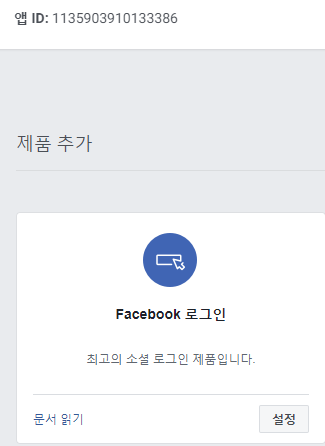 앱 ID: 1135903910133386
제품 추가
Facebook 로그인
최고의 소셜 로그인 제품입니다.
문서 읽기
설정